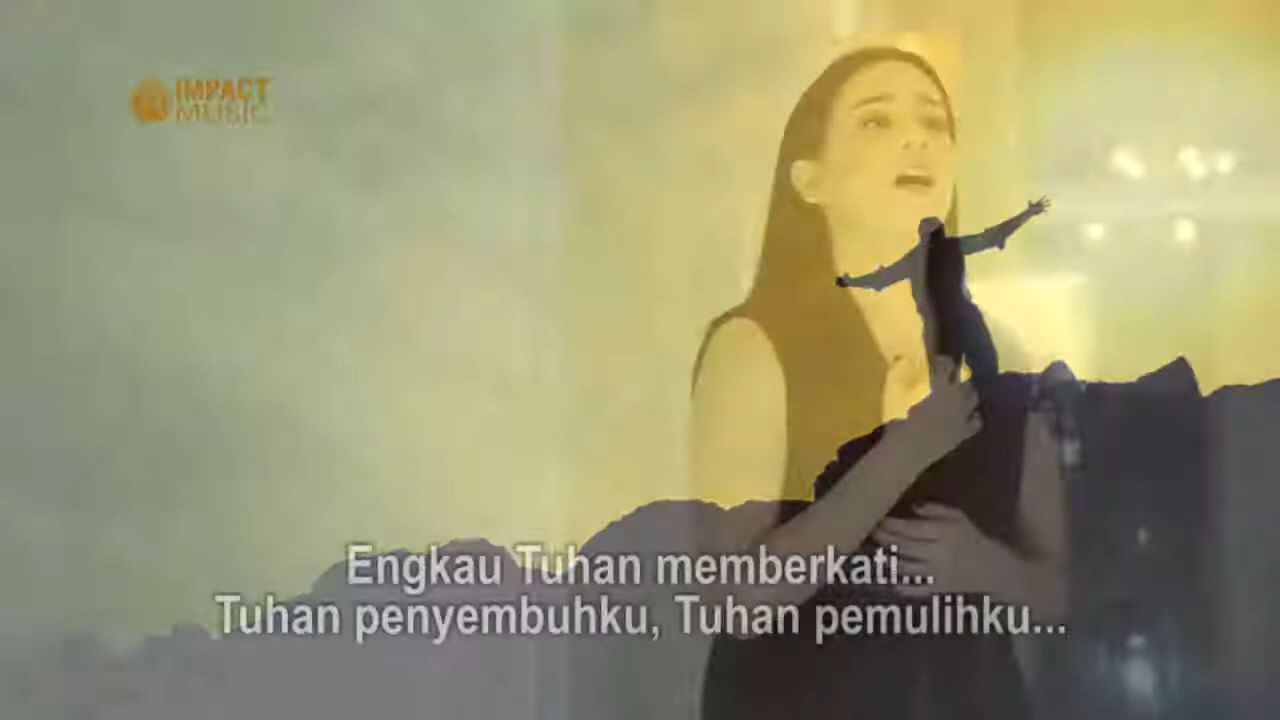 IMPACT
MUSIC
Engkau Tuhan memberkati...
Tuhan penyembuhku, Tuhan pemulihku...